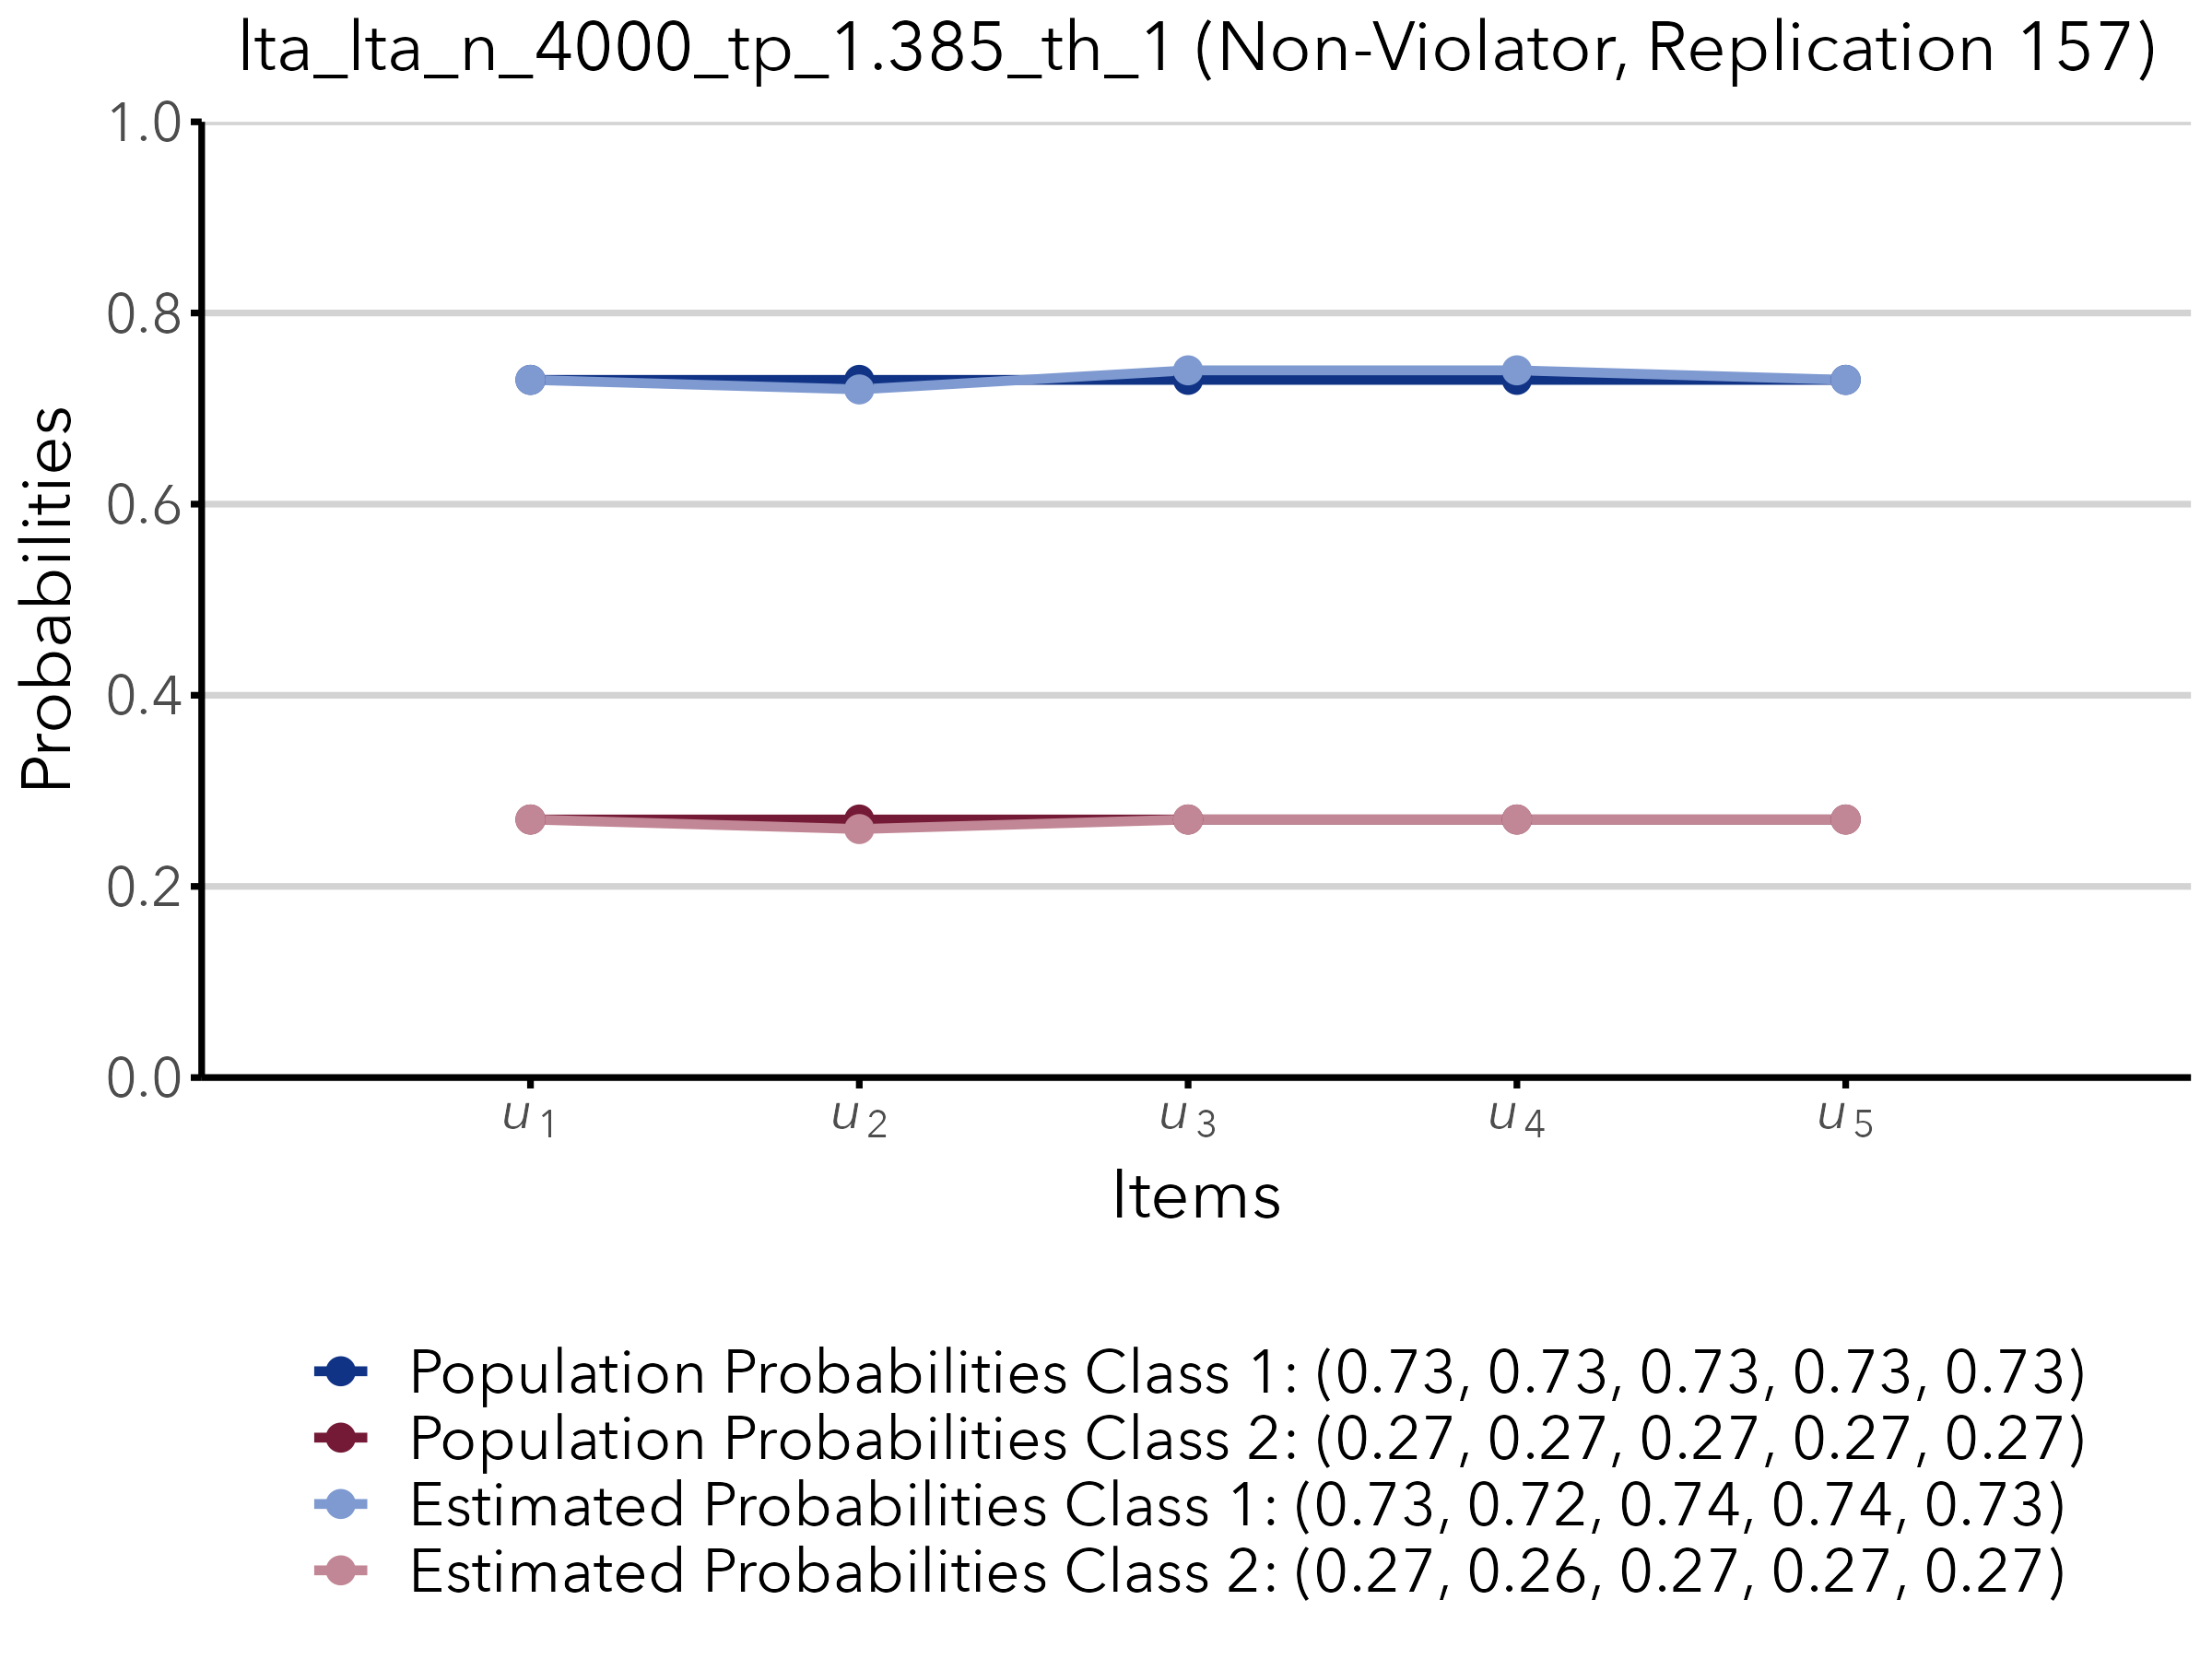 lta_lta_n_4000_tp_1.385_th_1 (Non-Violator, Replication 157)
1.0
0.8
0.6
0.4
0.2
0.0
Probabilities
u1 u2 u3 u4 u5
Items
Population Probabilities Class 1: (0.73, 0.73, 0.73, 0.73, 0.73)
Population Probabilities Class 2: (0.27, 0.27, 0.27, 0.27, 0.27)
Estimated Probabilities Class 1: (0.73, 0.72, 0.74, 0.74, 0.73)
Estimated Probabilities Class 2: (0.27, 0.26, 0.27, 0.27, 0.27)